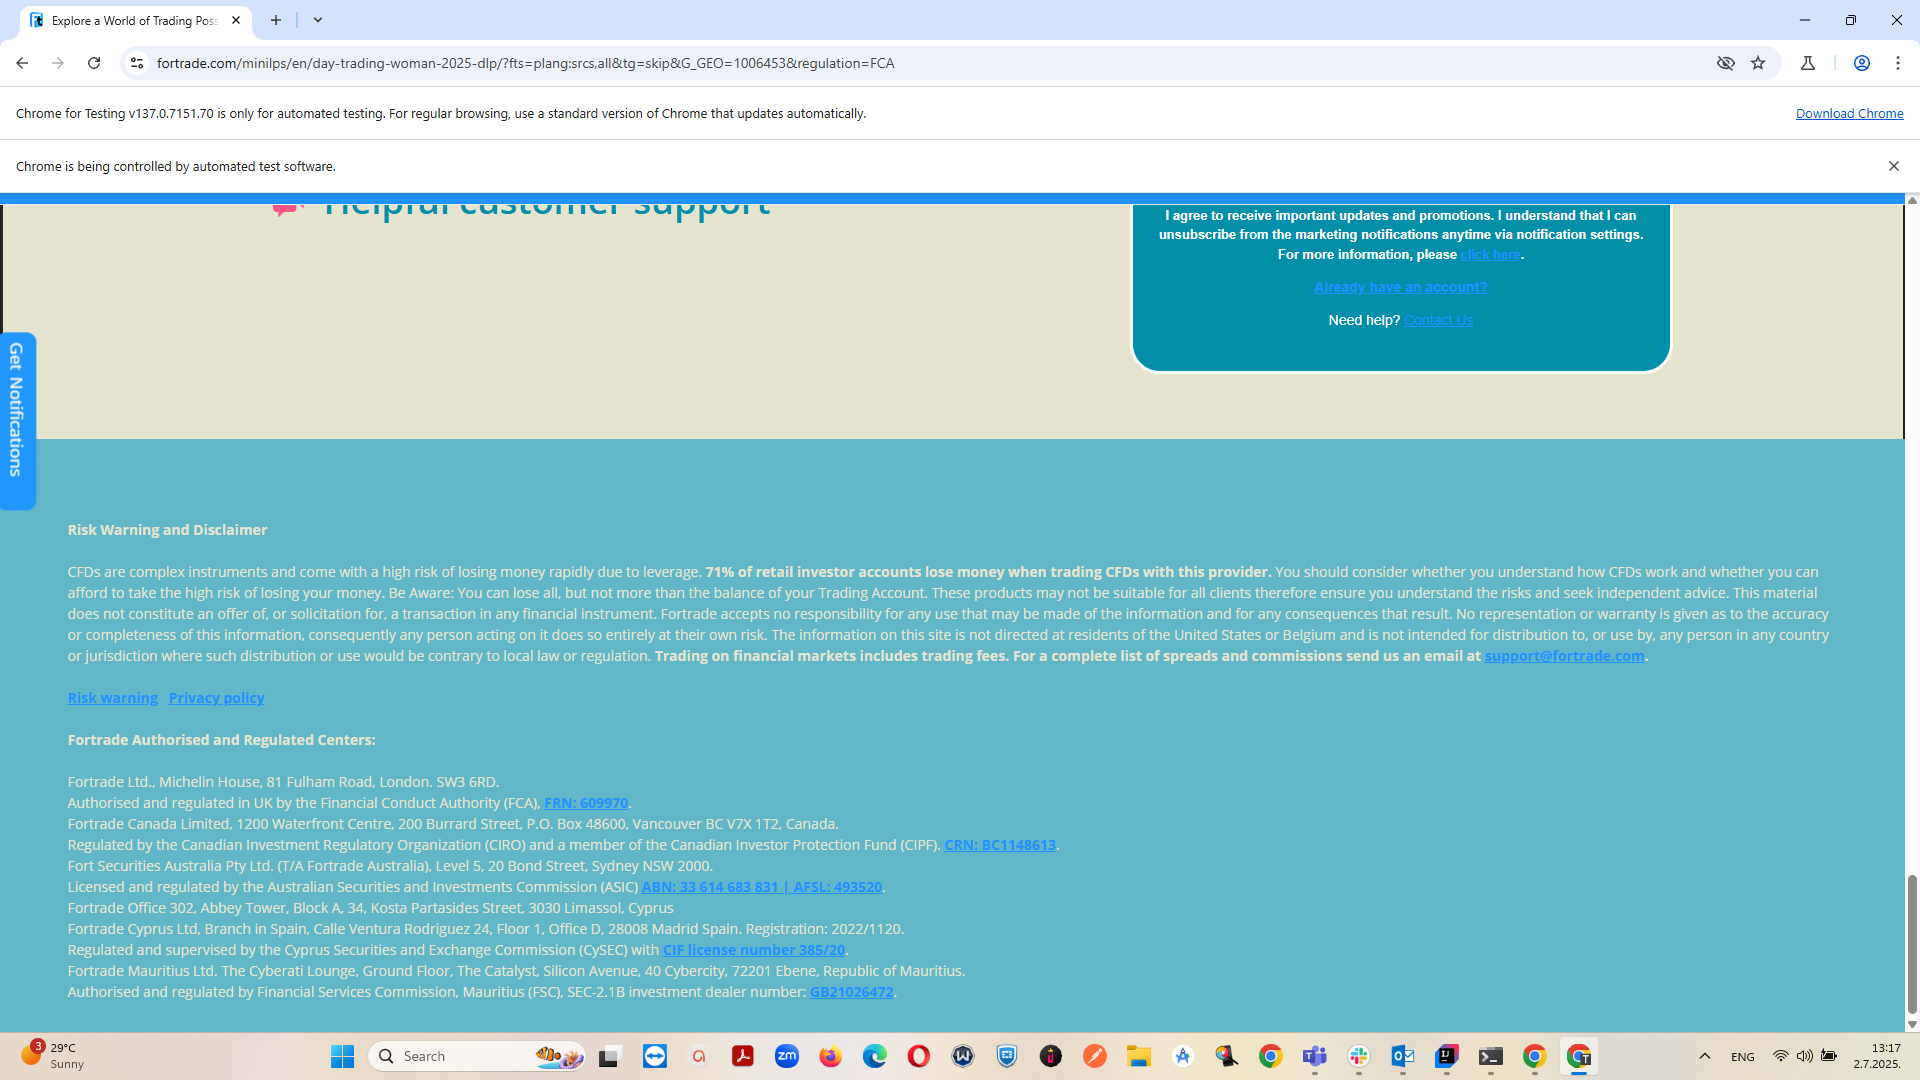 Explore a World of Trading Poss
fortrade.com/minilps/en/day-trading-woman-2025-dlp/?fts=plang:srcs,all&tg=skip&G_GEO=1006453&regulation=FCA
Chrome for Testing v137.0.7151.70 is only for automated testing. For regular browsing, use a standard version of Chrome that updates automatically.
Download Chrome
Chrome is being controlled by automated test software.
Helpful customer support
I agree to receive important updates and promotions. I understand that I can
unsubscribe from the marketing notifications anytime via notification settings.
For more information, please click here.
Already have an account?
Need help? Contact Us
Get Notifications
Risk Warning and Disclaimer
CFDs are complex instruments and come with a high risk of losing money rapidly due to leverage. 71% of retail investor accounts lose money when trading CFDs with this provider. You should consider whether you understand how CFDs work and whether you can
afford to take the high risk of losing your money. Be Aware: You can lose all, but not more than the balance of your Trading Account. These products may not be suitable for all clients therefore ensure you understand the risks and seek independent advice. This material
does not constitute an offer of, or solicitation for, a transaction in any financial instrument. Fortrade accepts no responsibility for any use that may be made of the information and for any consequences that result. No representation or warranty is given as to the accuracy
or completeness of this information, consequently any person acting on it does so entirely at their own risk. The information on this site is not directed at residents of the United States or Belgium and is not intended for distribution to, or use by, any person in any country
or jurisdiction where such distribution or use would be contrary to local law or regulation. Trading on financial markets includes trading fees. For a complete list of spreads and commissions send us an email at support@fortrade.com.
Risk warning Privacy policy
Fortrade Authorised and Regulated Centers:
Fortrade Ltd., Michelin House, 81 Fulham Road, London. SW3 6RD.
Authorised and regulated in UK by the Financial Conduct Authority (FCA), FRN: 609970.
Fortrade Canada Limited, 1200 Waterfront Centre, 200 Burrard Street, P.O. Box 48600, Vancouver BC V7X 1T2, Canada.
Regulated by the Canadian Investment Regulatory Organization (CIRO) and a member of the Canadian Investor Protection Fund (CIPF). CRN: BC1148613.
Fort Securities Australia Pty Ltd. (T/A Fortrade Australia), Level 5, 20 Bond Street, Sydney NSW 2000.
Licensed and regulated by the Australian Securities and Investments Commission (ASIC) ABN: 33 614 683 831 | AFSL: 493520.
Fortrade Office 302, Abbey Tower, Block A, 34, Kosta Partasides Street, 3030 Limassol, Cyprus
Fortrade Cyprus Ltd, Branch in Spain, Calle Ventura Rodriguez 24, Floor 1, Office D, 28008 Madrid Spain. Registration: 2022/1120.
Regulated and supervised by the Cyprus Securities and Exchange Commission (CySEC) with CIF license number 385/20.
Fortrade Mauritius Ltd. The Cyberati Lounge, Ground Floor, The Catalyst, Silicon Avenue, 40 Cybercity, 72201 Ebene, Republic of Mauritius.
Authorised and regulated by Financial Services Commission, Mauritius (FSC), SEC-2.1B investment dealer number: GB21026472.
3
29°C
Sunny
Search
zm
ENG
13:17
2.7.2025.